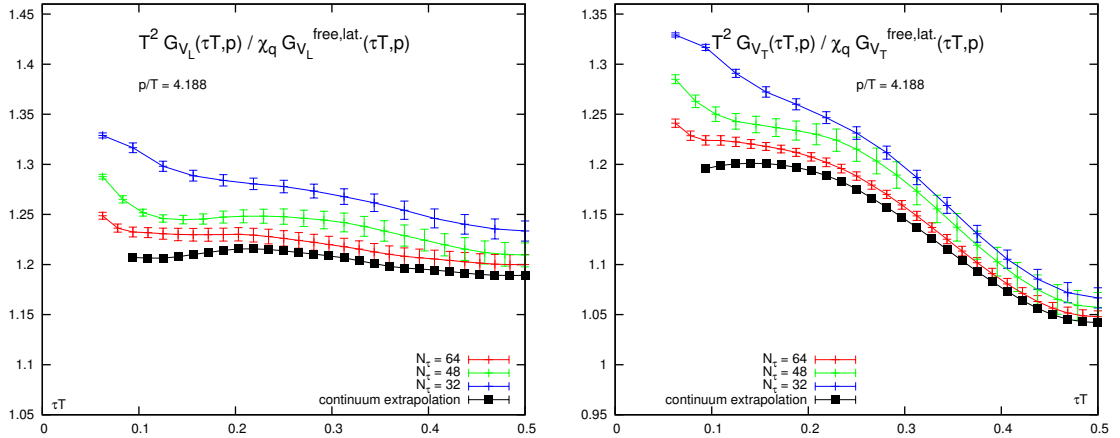 T² G_{V_L}(τT,p) / χ_q G_{V_L}^{free,lat.}(τT,p)
p/T = 4.188
1.45
1.4
1.35
1.3
1.25
1.2
1.15
1.1
1.05
N_τ = 64
N_τ = 48
N_τ = 32
continuum extrapolation
τT
0.1
0.2
0.3
0.4
0.5
T² G_{V_T}(τT,p) / χ_q G_{V_T}^{free,lat.}(τT,p)
p/T = 4.188
1.35
1.3
1.25
1.2
1.15
1.1
1.05
1
0.95
N_τ = 64
N_τ = 48
N_τ = 32
continuum extrapolation
τT
0.1
0.2
0.3
0.4
0.5